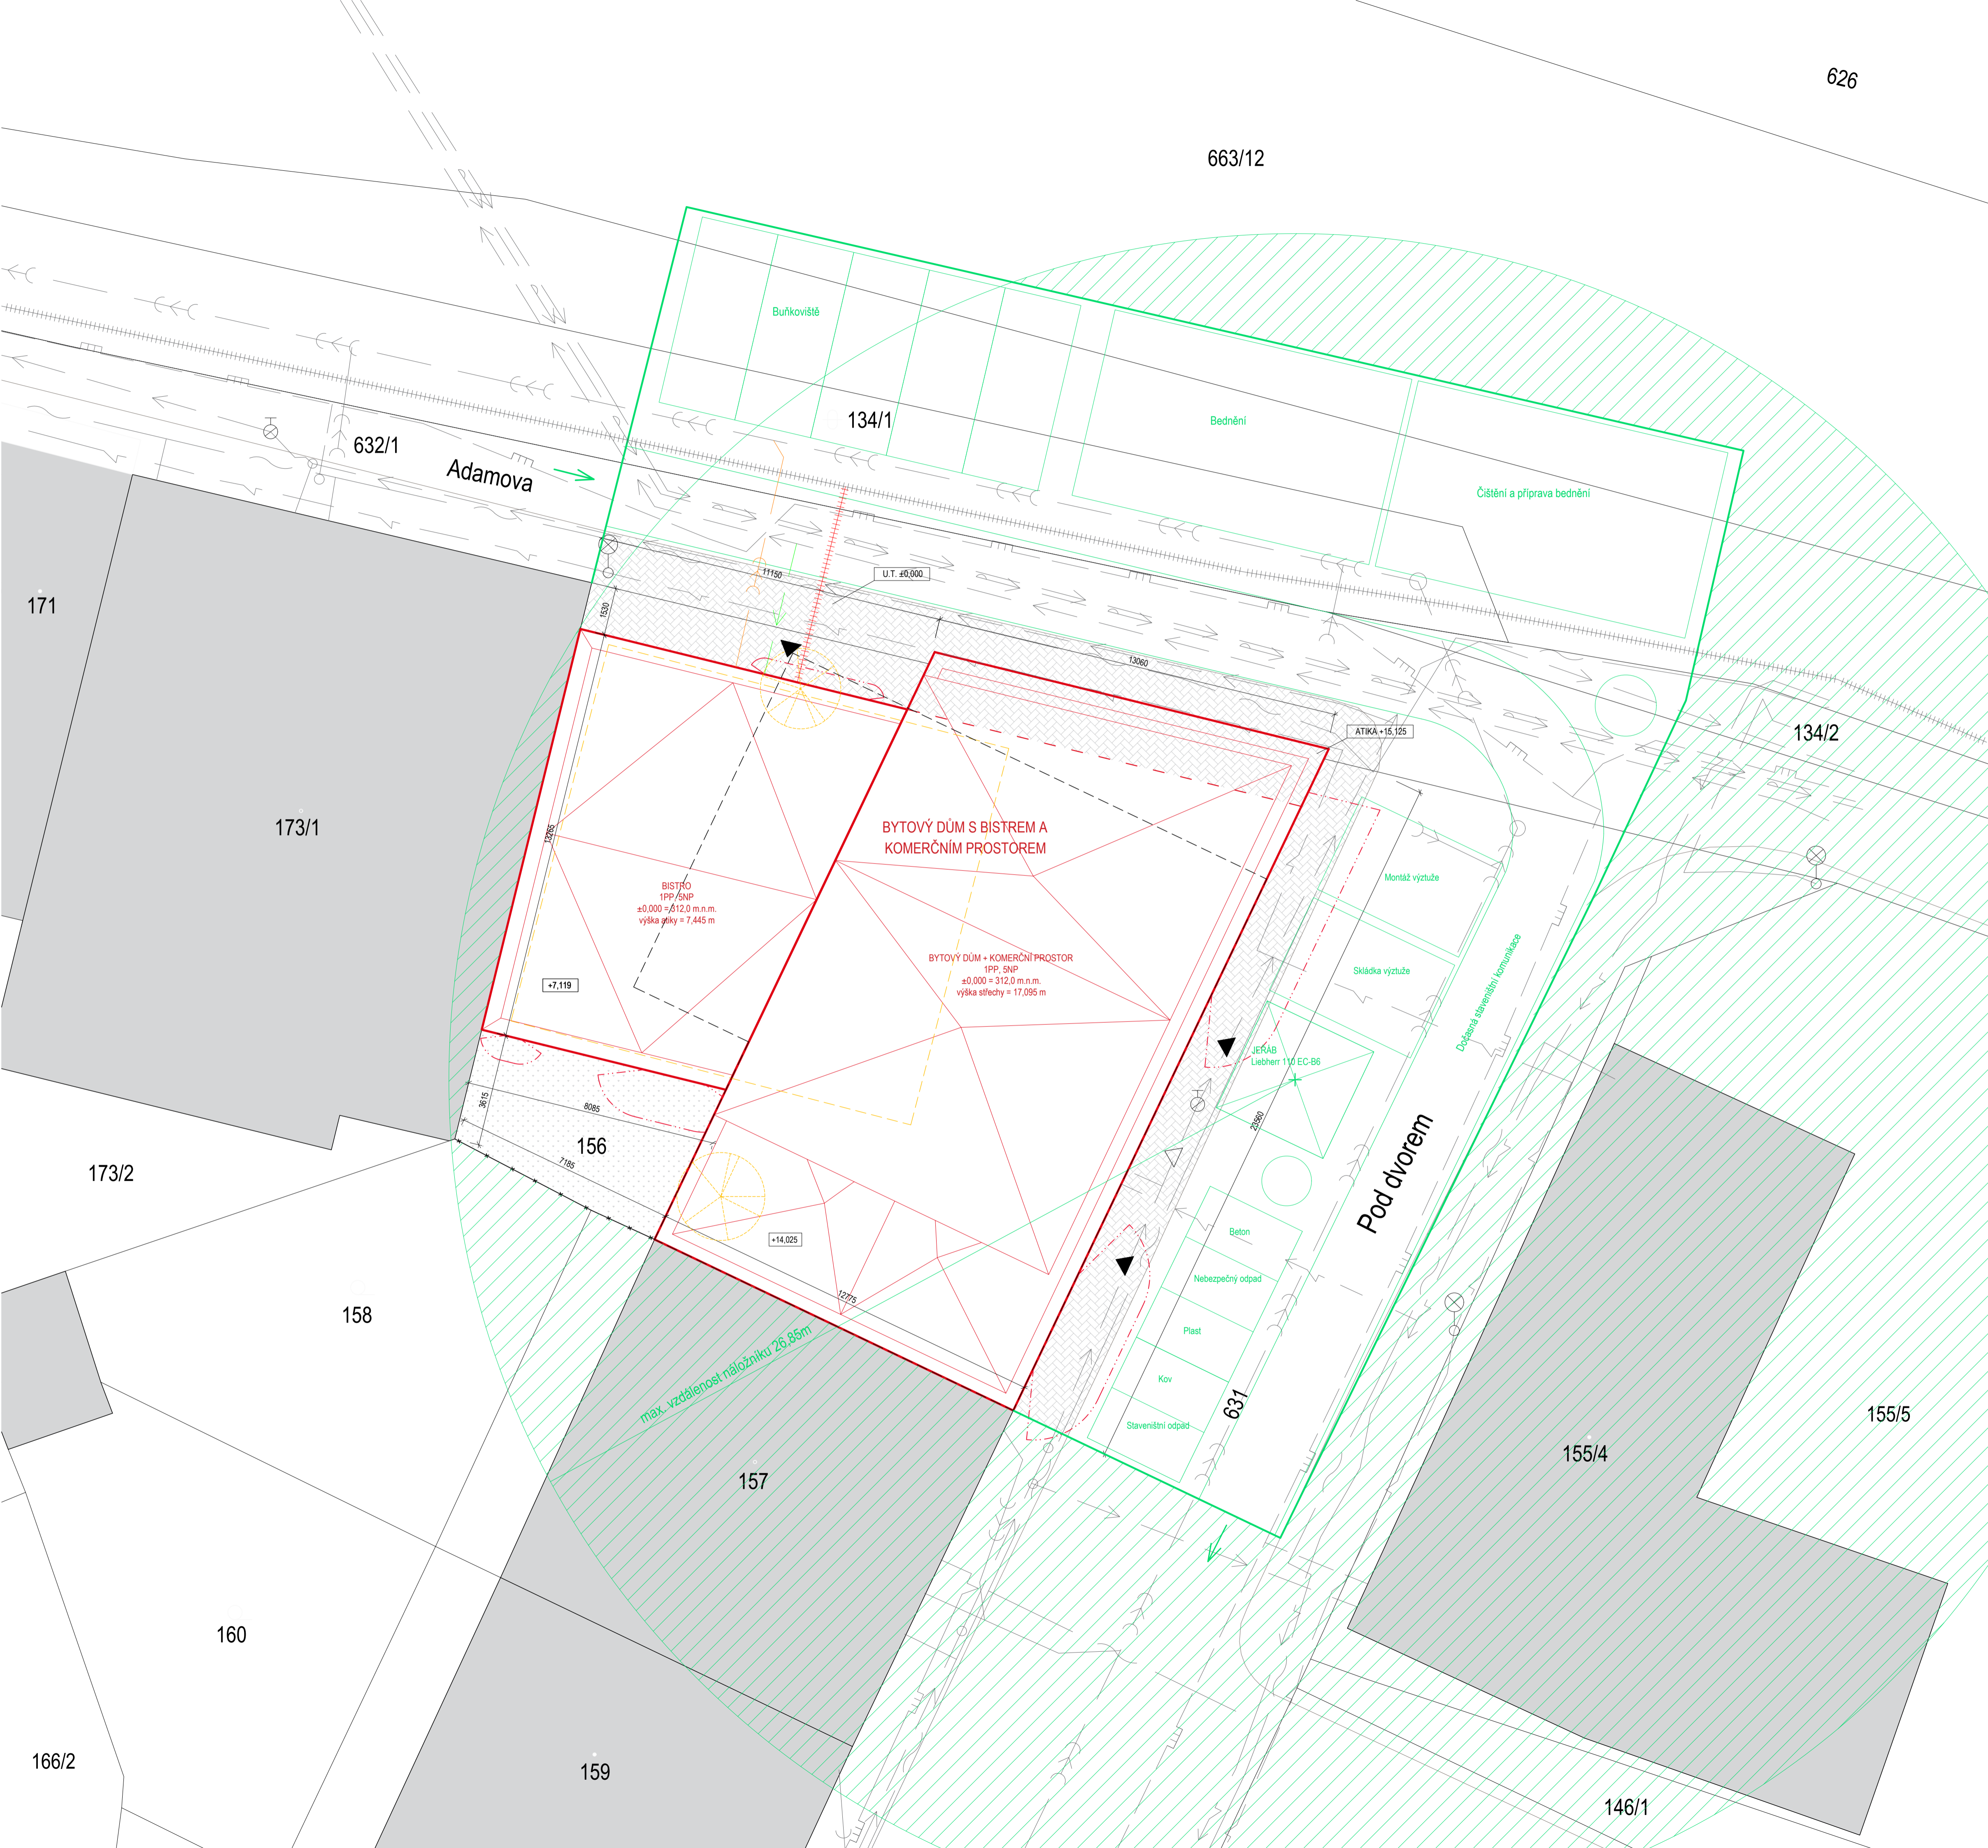 626
663/12
Buňkoviště
134/1
Bednění
632/1
Adamova
Čištění a příprava bednění
11150
U.T. ±0,000
171
1530
13060
ATIKA +15,125
134/2
173/1
13265
BYTOVÝ DŮM S BISTREM A
KOMERČNÍM PROSTOREM
BISTRO
1PP, 5NP
±0,000 = 312,0 m.n.m.
výška atiky = 7,445 m
Montáž výztuže
BYTOVÝ DŮM + KOMERČNÍ PROSTOR
1PP, 5NP
±0,000 = 312,0 m.n.m.
výška střechy = 17,095 m
Skládka výztuže
Dočasná staveništní komunikace
+7,119
JEŘÁB
Liebherr 110 EC-B6
3615
8085
23560
156
7185
173/2
Pod dvorem
+14,025
Beton
Nebezpečný odpad
12775
158
Plast
max. vzdálenost náložníku 26,85m
Kov
631
Staveništní odpad
155/5
155/4
157
160
166/2
159
146/1